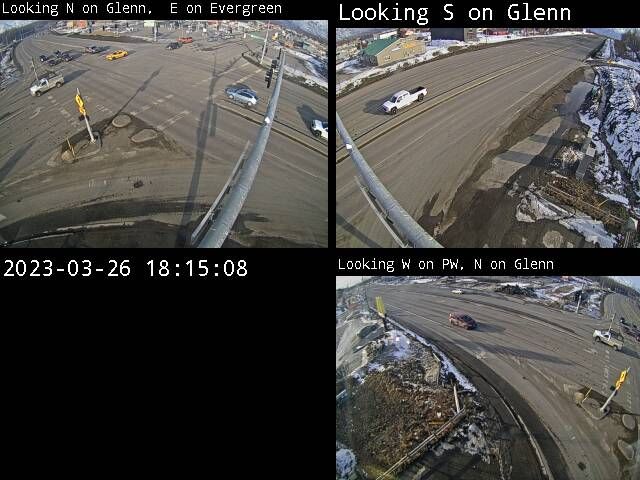 Looking N on Glenn,  E on Evergreen
Looking S on Glenn
2023-03-26 18:15:08
Looking W on PW, N on Glenn